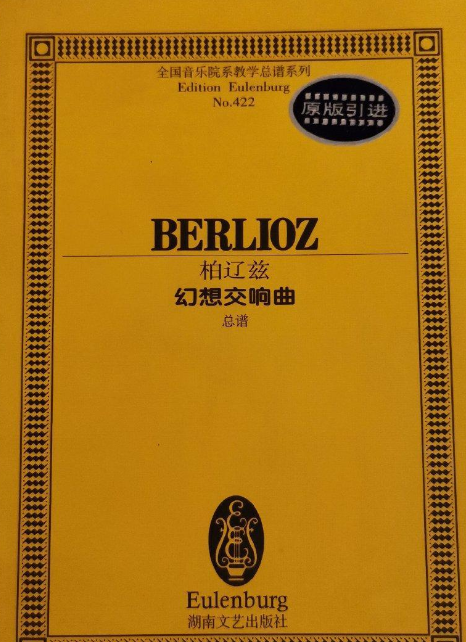 全国音乐院系教学总谱系列
Edition Eulenburg
No.422
原版引进
BERLIOZ
柏辽兹
幻想交响曲
总谱
Eulenburg
湖南文艺出版社